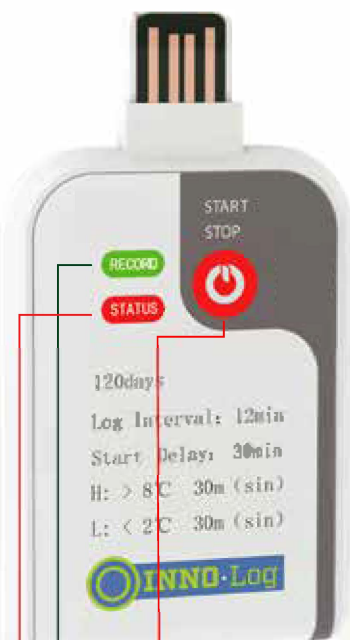 START
STOP
RECORD
STATUS
120days
Log Interval: 12min
Start Delay: 30min
H: > 8℃ 30m (sin)
L: < 2℃ 30m (sin)
INNO·Log